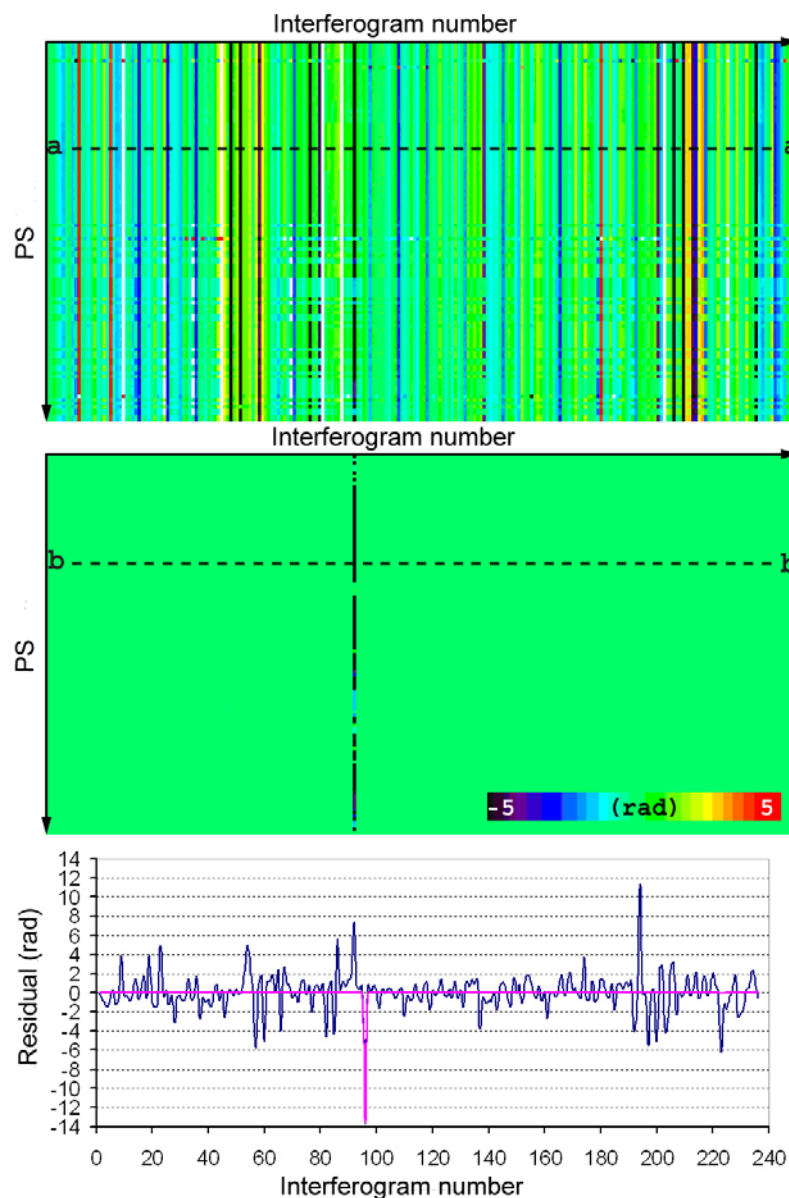 Interferogram number
a a
PS
Interferogram number
b b
PS
-5 (rad) 5
14
12
10
8
6
4
2
0
-2
-4
-6
-8
-10
-12
-14
Residual (rad)
0 20 40 60 80 100 120 140 160 180 200 220 240
Interferogram number